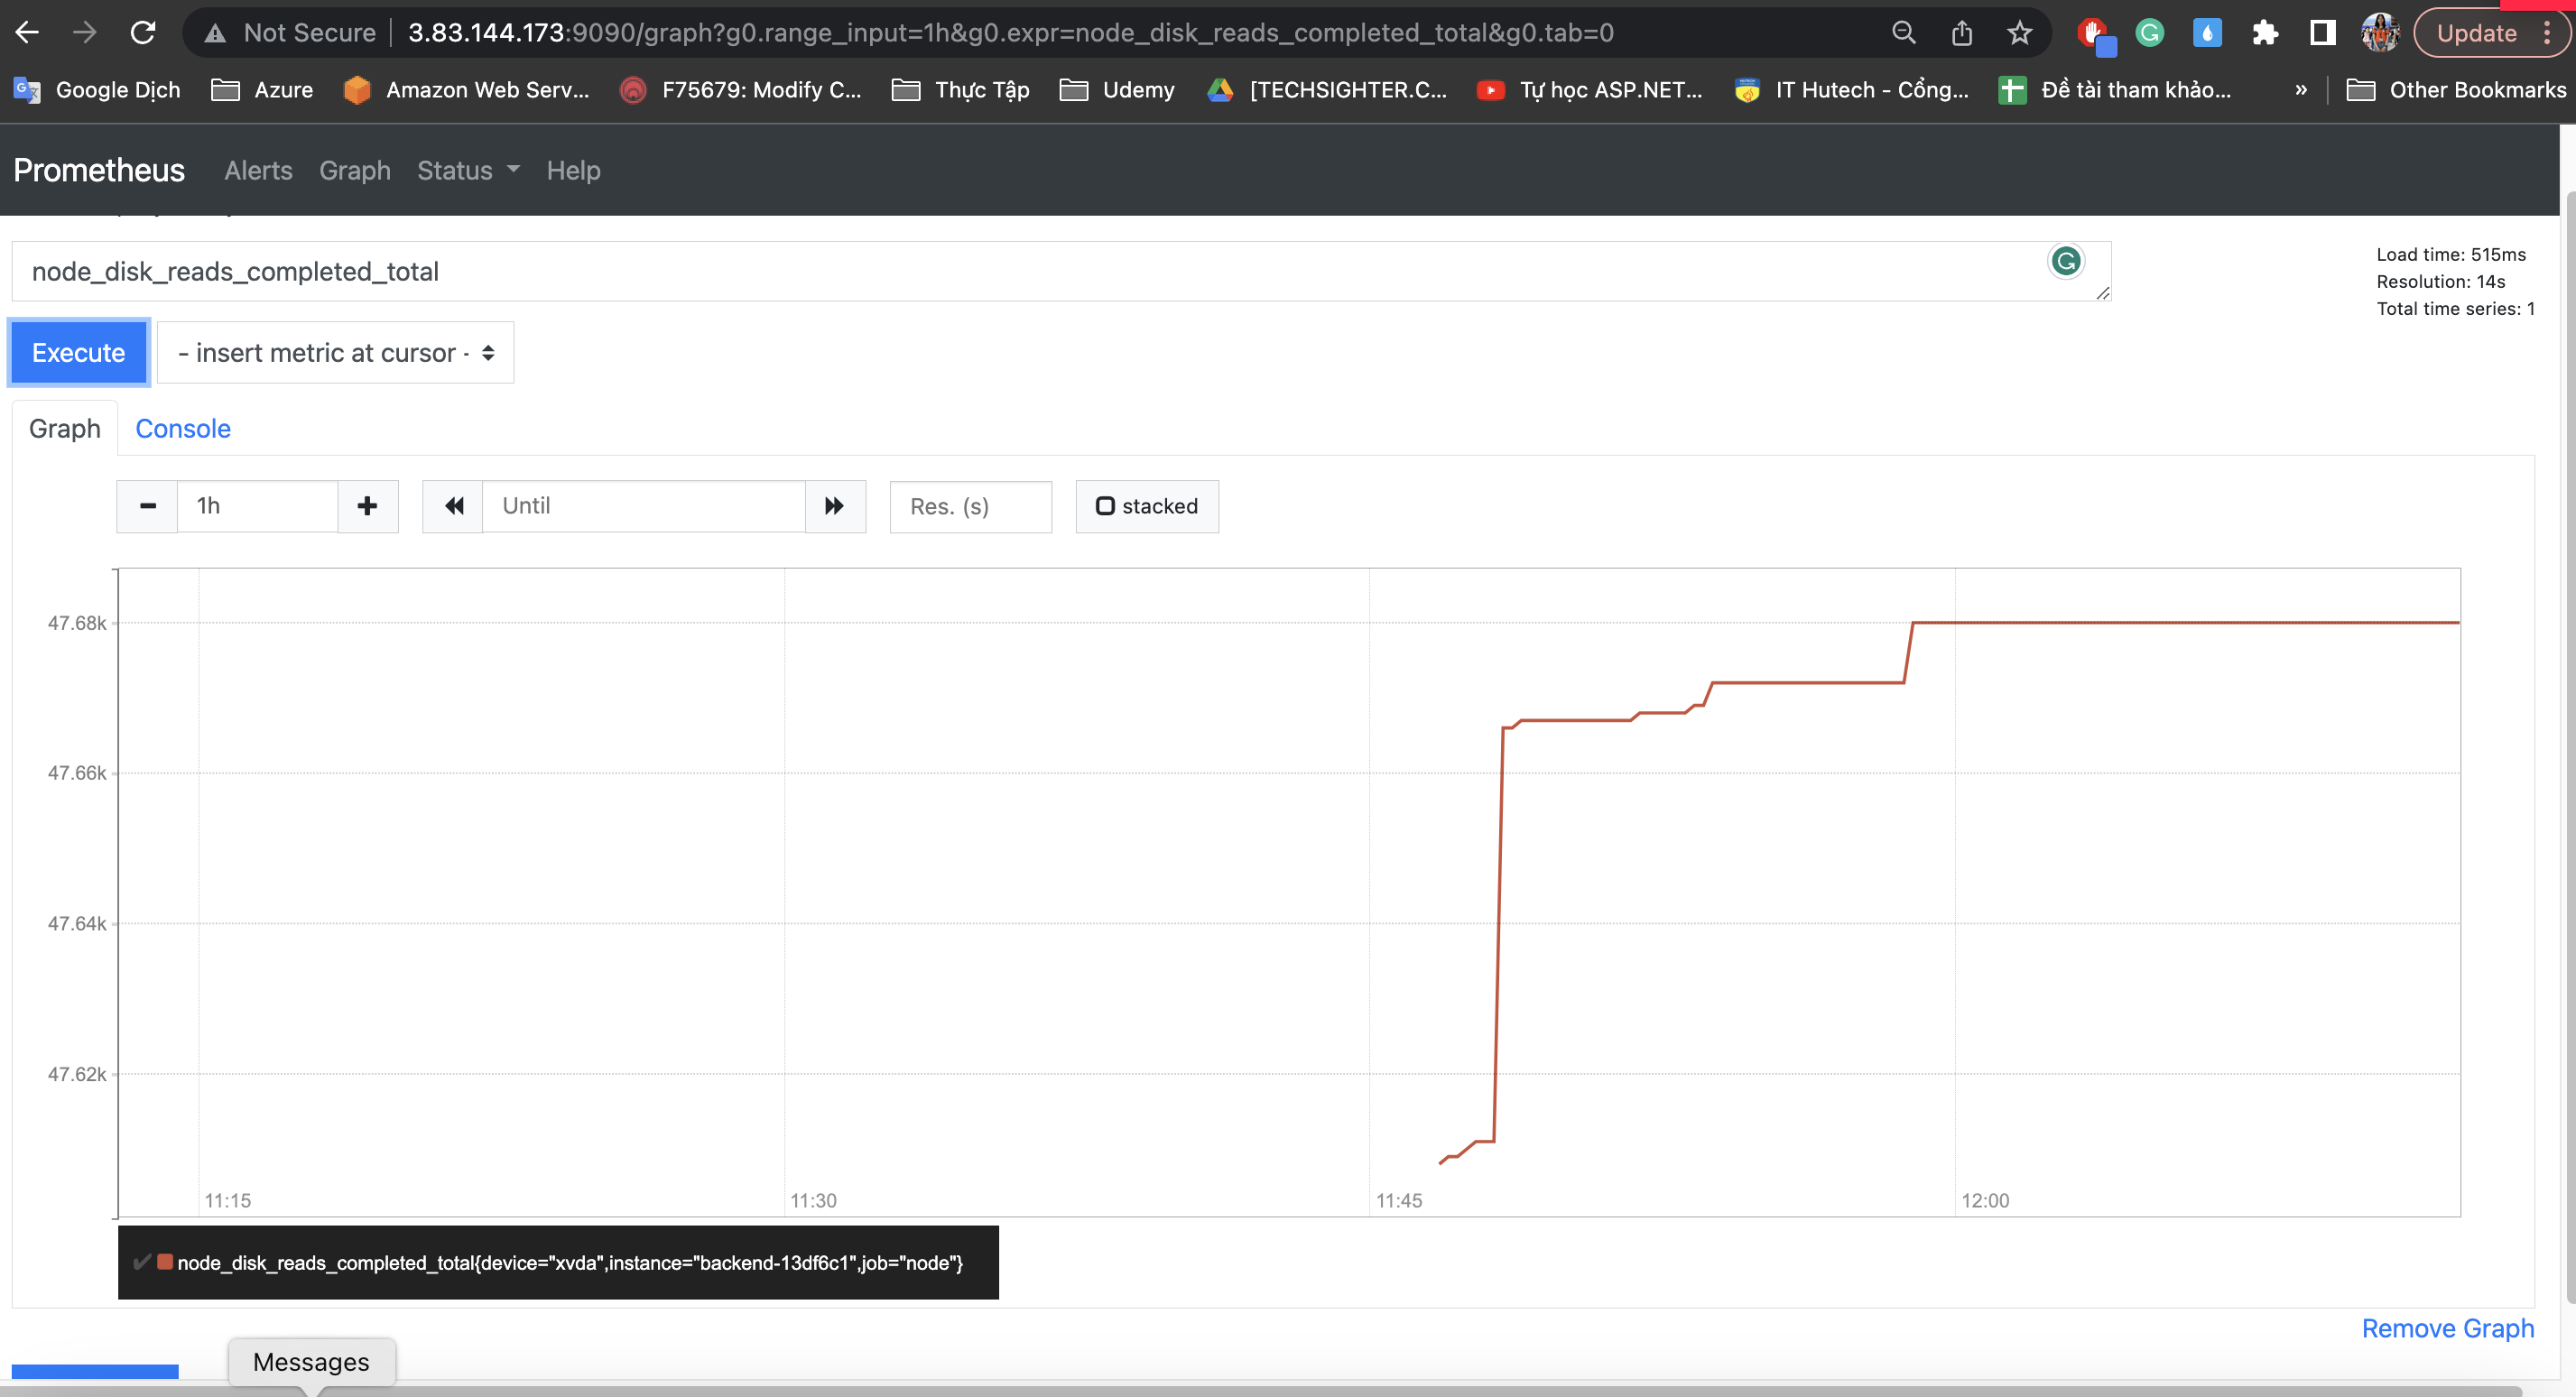 Not Secure 3.83.144.173:9090/graph?g0.range_input=1h&g0.expr=node_disk_reads_completed_total&g0.tab=0 Update
Google Dịch Azure Amazon Web Serv... F75679: Modify C... Thực Tập Udemy [TECHSIGHTER.C... Tự học ASP.NET... IT Hutech - Cổng... Đề tài tham khảo... » Other Bookmarks
Prometheus Alerts Graph Status Help
node_disk_reads_completed_total
Load time: 515ms
Resolution: 14s
Total time series: 1
Execute - insert metric at cursor -
Graph Console
1h Until Res. (s) stacked
47.68k
47.66k
47.64k
47.62k
11:15 11:30 11:45 12:00
✔ node_disk_reads_completed_total{device="xvda",instance="backend-13df6c1",job="node"}
Remove Graph
Messages